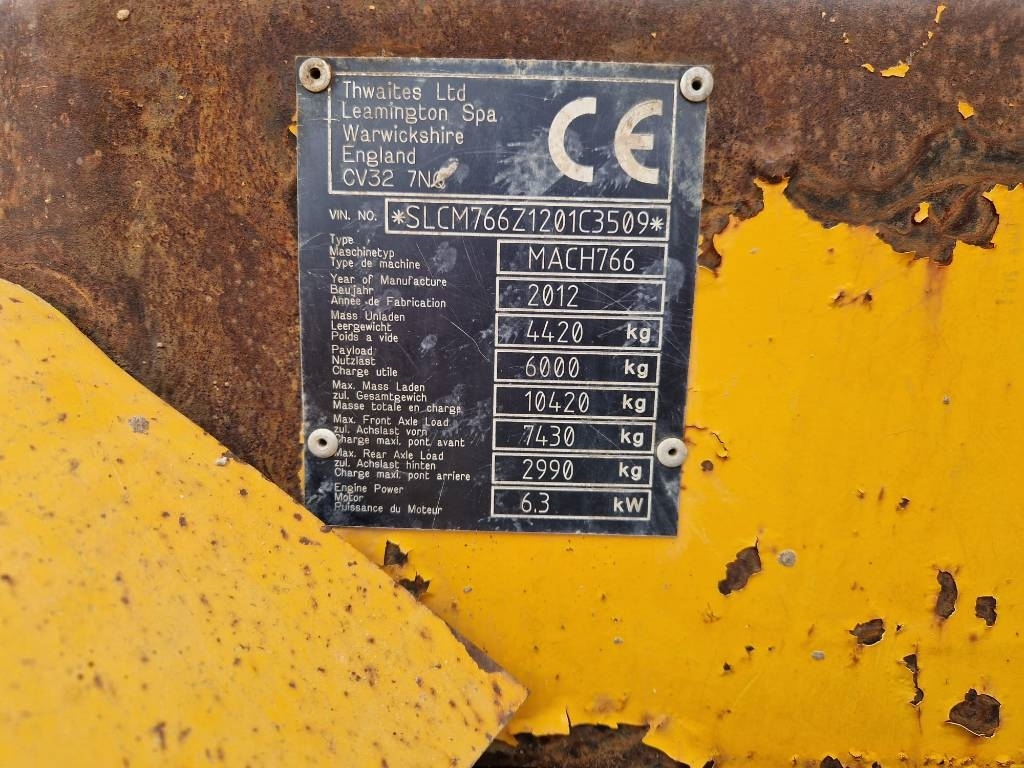 Thwaites Ltd
Leamington Spa
Warwickshire
England
CV32 7NG
CE
VIN. NO. *SLCM766Z1201C3509*
Type
Maschinetyp
Type de machine
MACH766
Year of Manufacture
Baujahr
Année de Fabrication
2012
Mass Unladen
Leergewicht
Poids a vide
4420 kg
Payload
Nutzlast
Charge utile
6000 kg
Max. Mass Laden
zul. Gesamtgewich
Masse totale en charge
10420 kg
Max. Front Axle Load
zul. Achslast vorn
Charge maxi. pont avant
7430 kg
Max. Rear Axle Load
zul. Achslast hinten
Charge maxi. pont arriere
2990 kg
Engine Power
Motor
Puissance du Moteur
6.3 kW